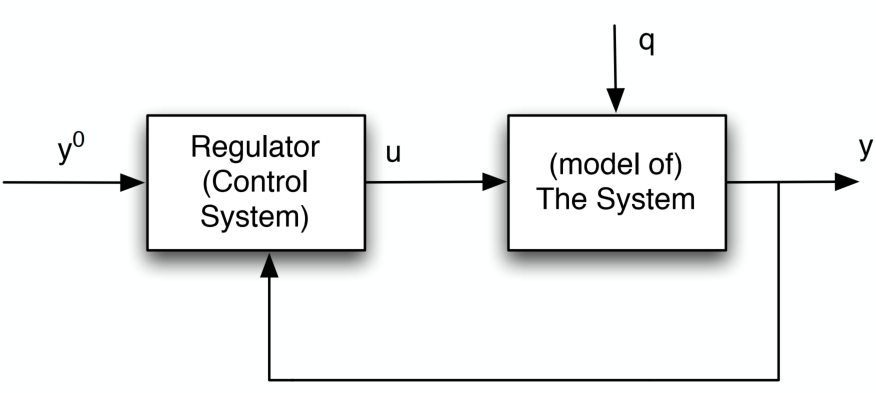 q
y⁰
Regulator
(Control
System)
u
(model of)
The System
y